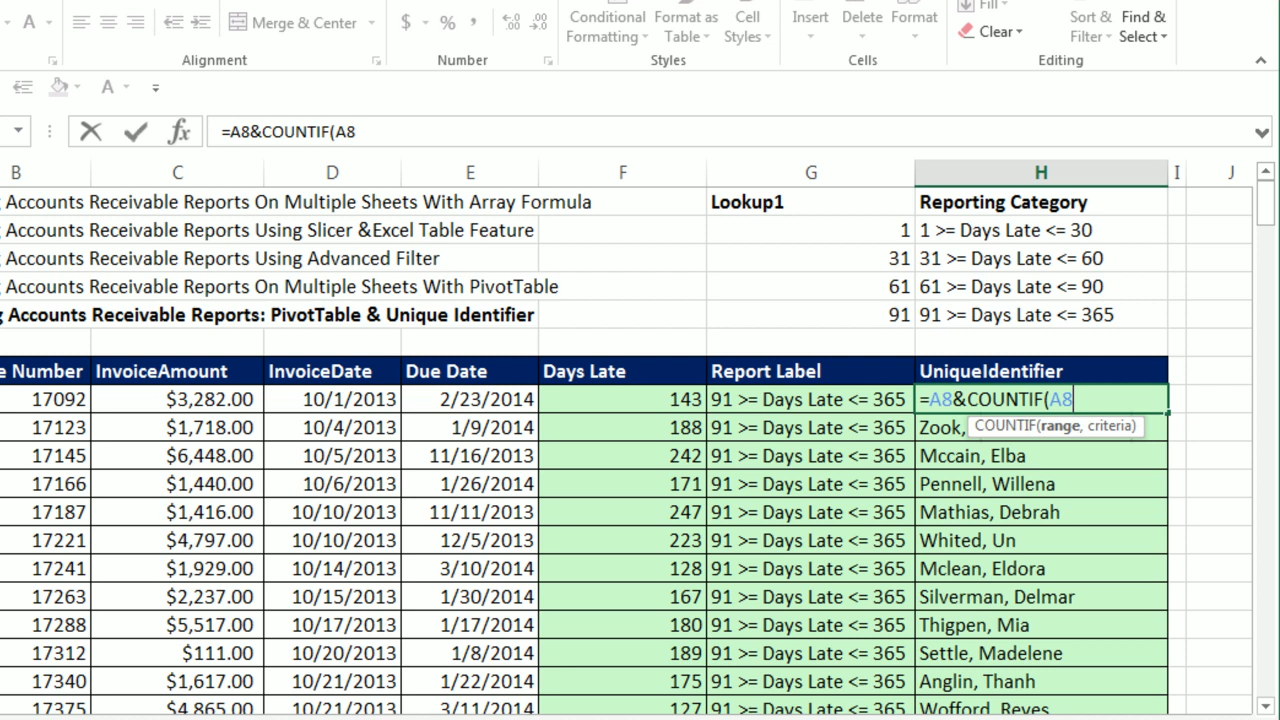 A
Merge & Center
$ % ,
Conditional Formatting
Format as Table
Cell Styles
Insert
Delete
Format
Fill
Clear
Sort & Filter
Find & Select
Alignment
Number
Styles
Cells
Editing
A
fx
=A8&COUNTIF(A8
B C D E F G H I J
Accounts Receivable Reports On Multiple Sheets With Array Formula Lookup1 Reporting Category
Accounts Receivable Reports Using Slicer &Excel Table Feature 1 1 >= Days Late <= 30
Accounts Receivable Reports Using Advanced Filter 31 31 >= Days Late <= 60
Accounts Receivable Reports On Multiple Sheets With PivotTable 61 61 >= Days Late <= 90
g Accounts Receivable Reports: PivotTable & Unique Identifier 91 91 >= Days Late <= 365
e Number InvoiceAmount InvoiceDate Due Date Days Late Report Label UniqueIdentifier
17092 $3,282.00 10/1/2013 2/23/2014 143 91 >= Days Late <= 365 =A8&COUNTIF(A8
17123 $1,718.00 10/4/2013 1/9/2014 188 91 >= Days Late <= 365 Zook, COUNTIF(range, criteria)
17145 $6,448.00 10/5/2013 11/16/2013 242 91 >= Days Late <= 365 Mccain, Elba
17166 $1,440.00 10/6/2013 1/26/2014 171 91 >= Days Late <= 365 Pennell, Willena
17187 $1,416.00 10/10/2013 11/11/2013 247 91 >= Days Late <= 365 Mathias, Debrah
17221 $4,797.00 10/10/2013 12/5/2013 223 91 >= Days Late <= 365 Whited, Un
17241 $1,929.00 10/14/2013 3/10/2014 128 91 >= Days Late <= 365 Mclean, Eldora
17263 $2,237.00 10/15/2013 1/30/2014 167 91 >= Days Late <= 365 Silverman, Delmar
17288 $5,517.00 10/17/2013 1/17/2014 180 91 >= Days Late <= 365 Thigpen, Mia
17312 $111.00 10/20/2013 1/8/2014 189 91 >= Days Late <= 365 Settle, Madelene
17340 $1,617.00 10/21/2013 1/22/2014 175 91 >= Days Late <= 365 Anglin, Thanh
17375 $4,865.00 10/21/2013 3/11/2014 127 91 >= Days Late <= 365 Wofford, Reyes